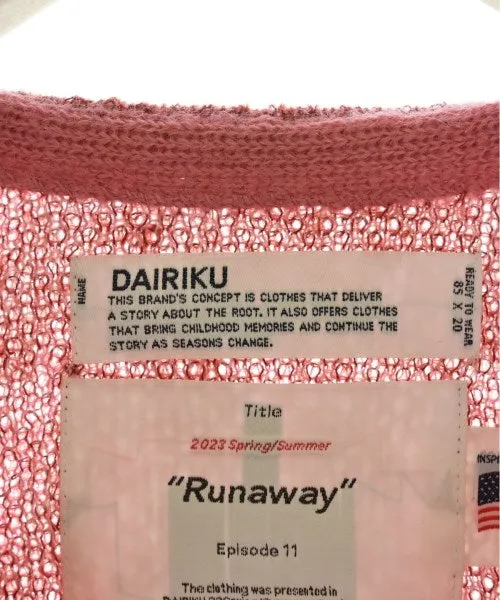 NAME
DAIRIKU
THIS BRAND'S CONCEPT IS CLOTHES THAT DELIVER
A STORY ABOUT THE ROOT. IT ALSO OFFERS CLOTHES
THAT BRING CHILDHOOD MEMORIES AND CONTINUE THE
STORY AS SEASONS CHANGE.
READY TO WEAR
85 X 20
Title
2023 Spring/Summer
"Runaway"
Episode 11
The clothing was presented in
DAIRIKU
INSPI